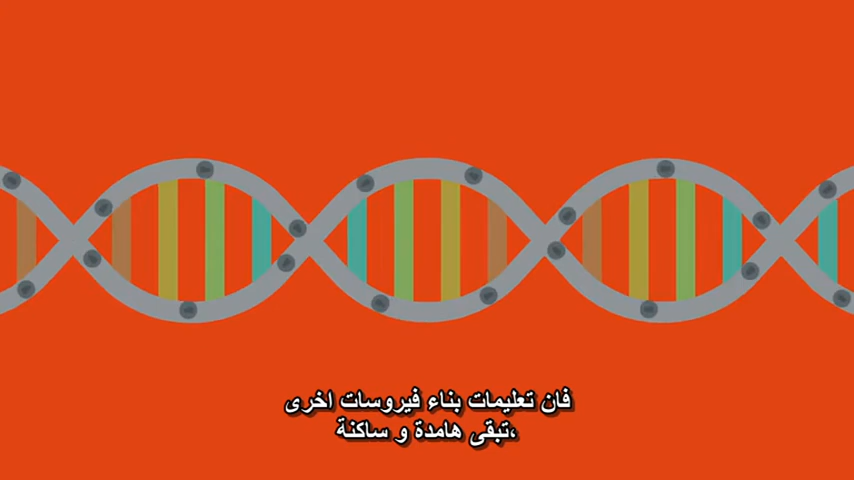 فان تعليمات بناء فيروسات اخرى
،تبقى هامدة و ساكنة